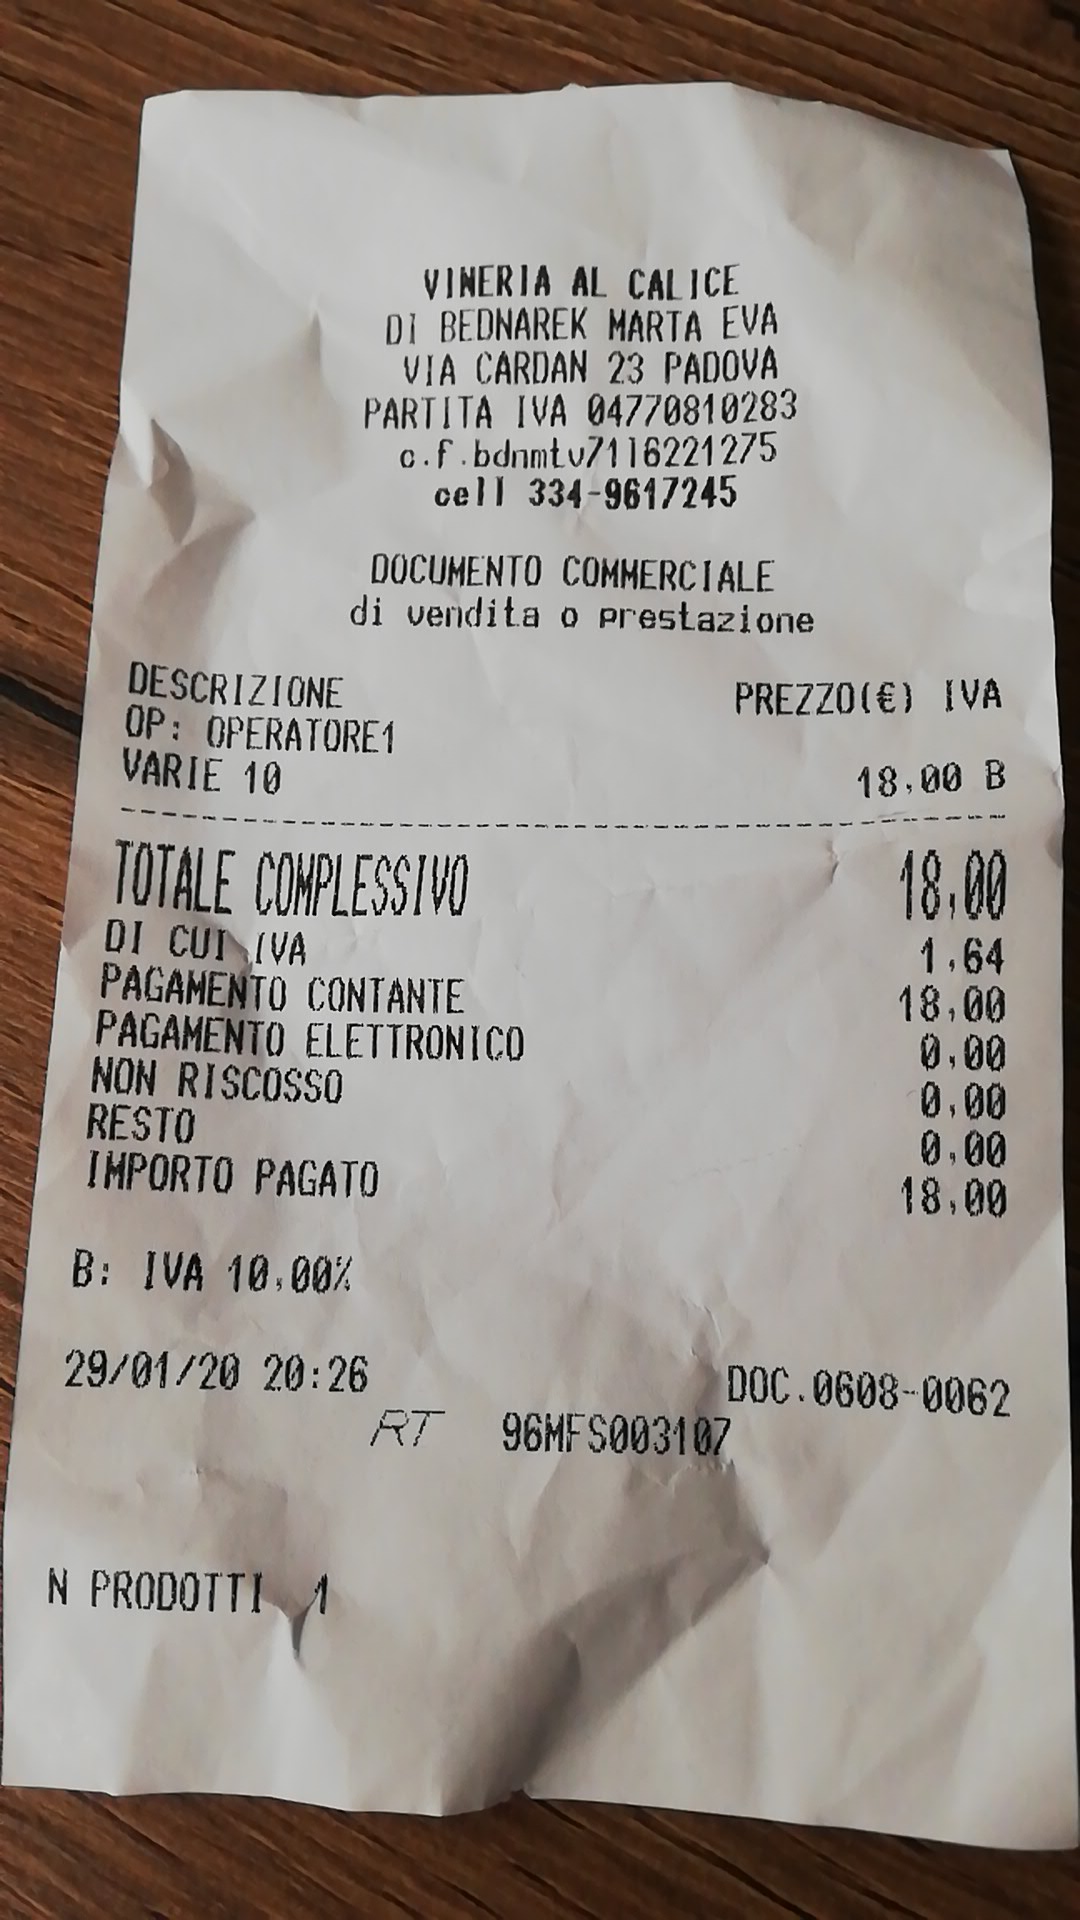 VINERIA AL CALICE
DI BEDNAREK MARTA EVA
VIA CARDAN 23 PADOVA
PARTITA IVA 04770810283
c.f.bdnmtv7116221275
cell 334-9617245
DOCUMENTO COMMERCIALE
di vendita o prestazione
DESCRIZIONE PREZZO(€) IVA
OP: OPERATORE1
VARIE 10 18,00 B
TOTALE COMPLESSIVO 18,00
DI CUI IVA 1,64
PAGAMENTO CONTANTE 18,00
PAGAMENTO ELETTRONICO 0,00
NON RISCOSSO 0,00
RESTO 0,00
IMPORTO PAGATO 18,00
B: IVA 10,00%
29/01/20 20:26 DOC.0608-0062
RT 96MFS003107
N PRODOTTI 1